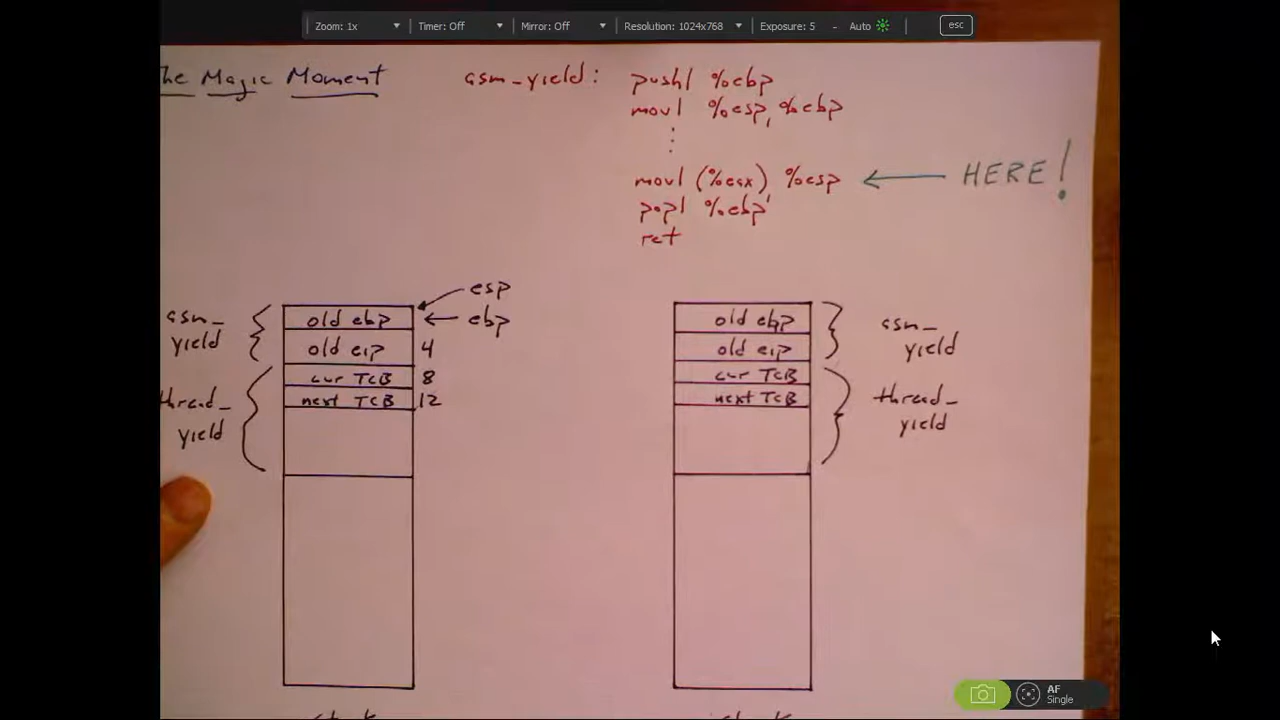 Zoom: 1x Timer: Off Mirror: Off Resolution: 1024x768 Exposure: 5 - Auto esc
he Magic Moment
asm_yield: pushl %ebp
movl %esp, %ebp
⋮
movl (%eax), %esp ← HERE!
popl %ebp
ret
esp
ebp
asm_
yield
old ebp
old eip 4
cur TCB 8
next TCB 12
thread_
yield
old ebp
old eip
cur TCB
next TCB
asm_
yield
thread_
yield
AF
Single